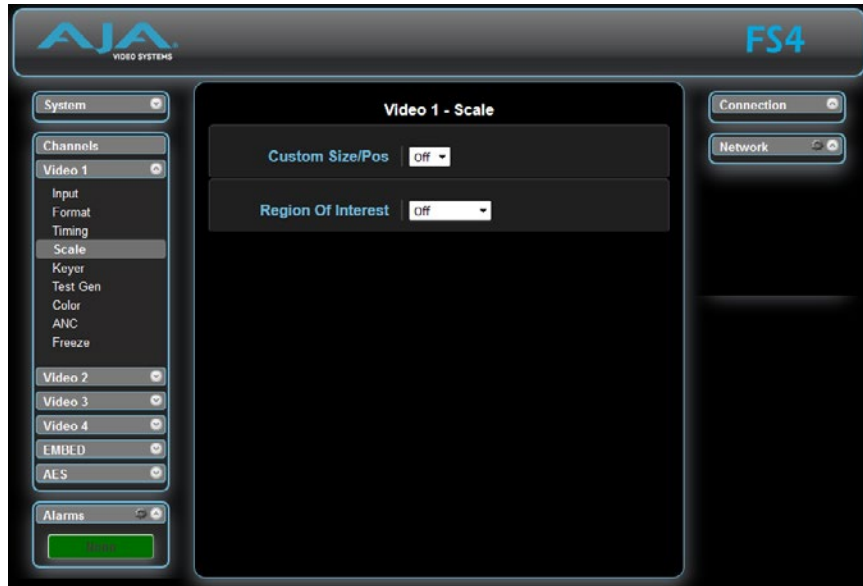 AJA
VIDEO SYSTEMS
FS4
System
Channels
Video 1
Input
Format
Timing
Scale
Keyer
Test Gen
Color
ANC
Freeze
Video 2
Video 3
Video 4
EMBED
AES
Alarms
None
Video 1 - Scale
Custom Size/Pos Off
Region Of Interest Off
Connection
Network